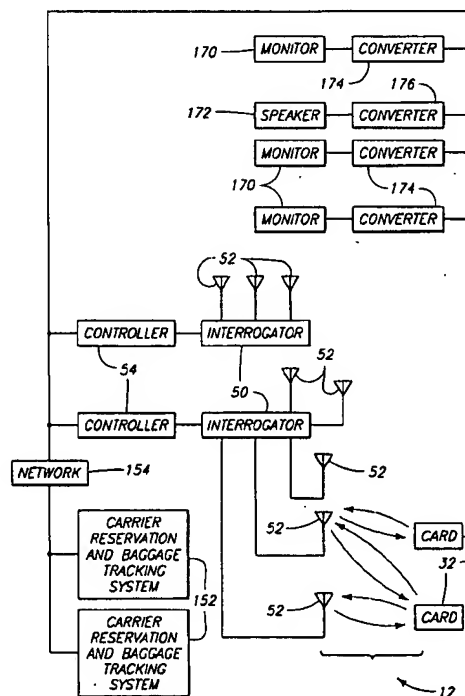 170 MONITOR CONVERTER
174 176
172 SPEAKER CONVERTER
MONITOR CONVERTER
170 174
MONITOR CONVERTER
52
CONTROLLER INTERROGATOR
54 50 52
CONTROLLER INTERROGATOR
NETWORK 154
52
CARRIER
RESERVATION
AND BAGGAGE
TRACKING
SYSTEM
52
CARD
152
32
CARRIER
RESERVATION
AND BAGGAGE
TRACKING
SYSTEM
52
CARD
12